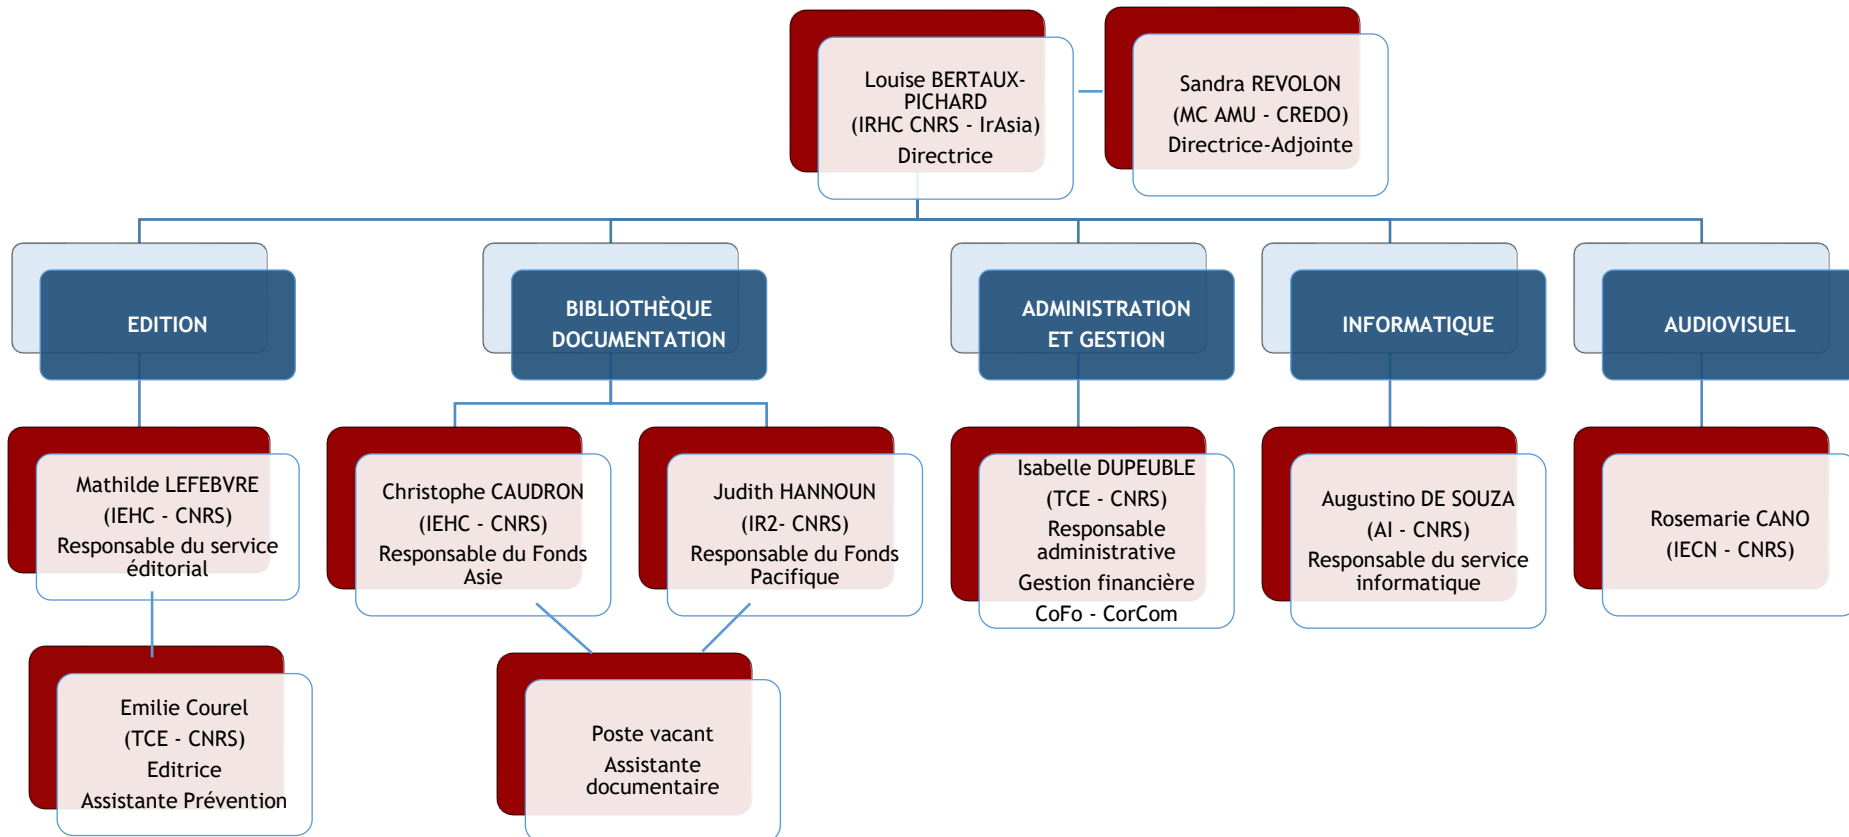 Louise BERTAUX-
PICHARD
(IRHC CNRS - IrAsia)
Directrice
Sandra REVOLON
(MC AMU - CREDO)
Directrice-Adjointe
EDITION
BIBLIOTHÈQUE
DOCUMENTATION
ADMINISTRATION
ET GESTION
INFORMATIQUE
AUDIOVISUEL
Mathilde LEFEBVRE
(IEHC - CNRS)
Responsable du service
éditorial
Christophe CAUDRON
(IEHC - CNRS)
Responsable du Fonds
Asie
Judith HANNOUN
(IR2- CNRS)
Responsable du Fonds
Pacifique
Isabelle DUPEUBLE
(TCE - CNRS)
Responsable
administrative
Gestion financière
CoFo - CorCom
Augustino DE SOUZA
(AI - CNRS)
Responsable du service
informatique
Rosemarie CANO
(IECN - CNRS)
Emilie Courel
(TCE - CNRS)
Editrice
Assistante Prévention
Poste vacant
Assistante
documentaire